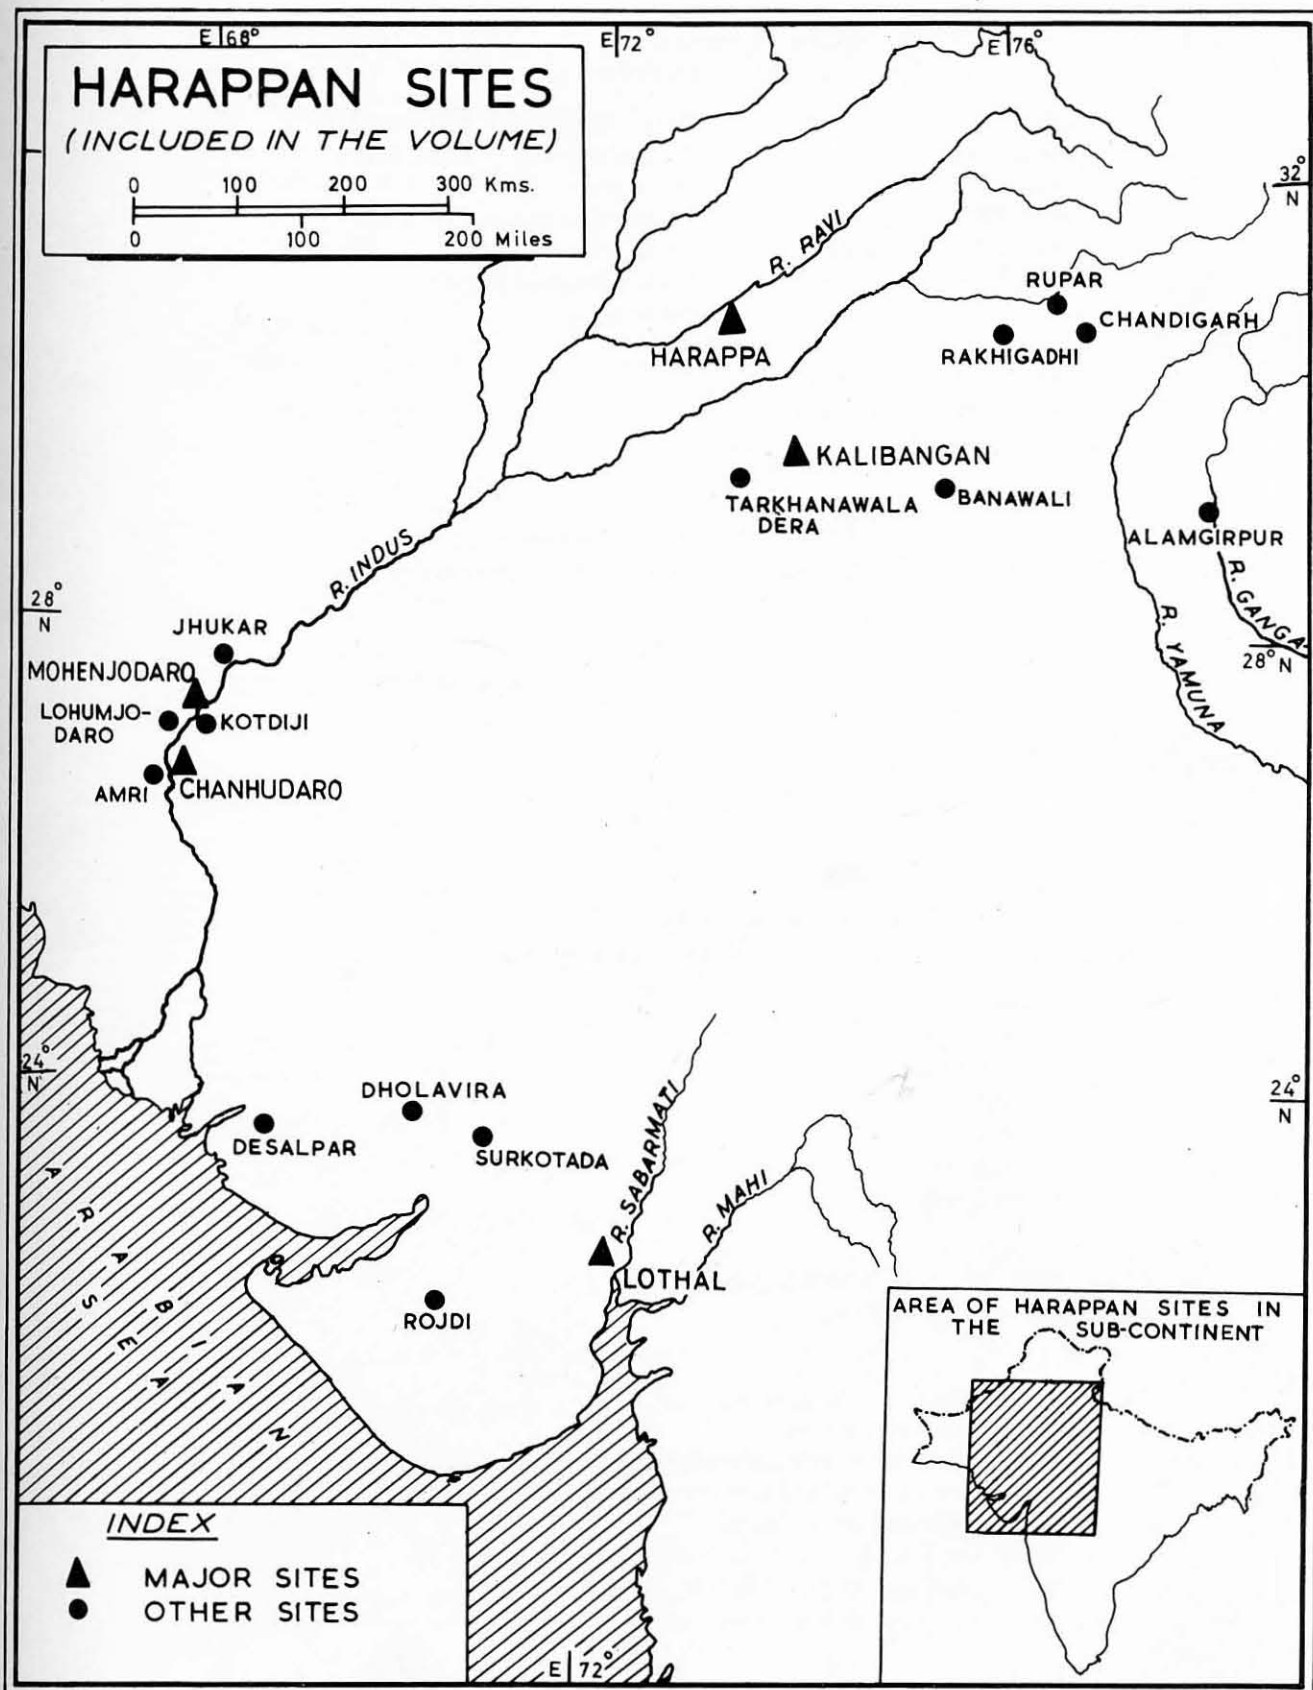 E 68°
E 72°
E 76°
HARAPPAN SITES
(INCLUDED IN THE VOLUME)
0 100 200 300 Kms.
0 100 200 Miles
32°
N
R. RAVI
RUPAR
CHANDIGARH
HARAPPA
RAKHIGADHI
KALIBANGAN
TARKHANAWALA
DERA
BANAWALI
ALAMGIRPUR
R. INDUS
R. GANGA
R. YAMUNA
28°
N
28° N
JHUKAR
MOHENJODARO
LOHUMJO-
DARO
KOTDIJI
AMRI
CHANHUDARO
24°
N
24°
N
DHOLAVIRA
DESALPAR
SURKOTADA
R. SABARMATI
R. MAHI
LOTHAL
ROJDI
ARABIAN
SEA
AREA OF HARAPPAN SITES IN
THE SUB-CONTINENT
INDEX
MAJOR SITES
OTHER SITES
E 72°